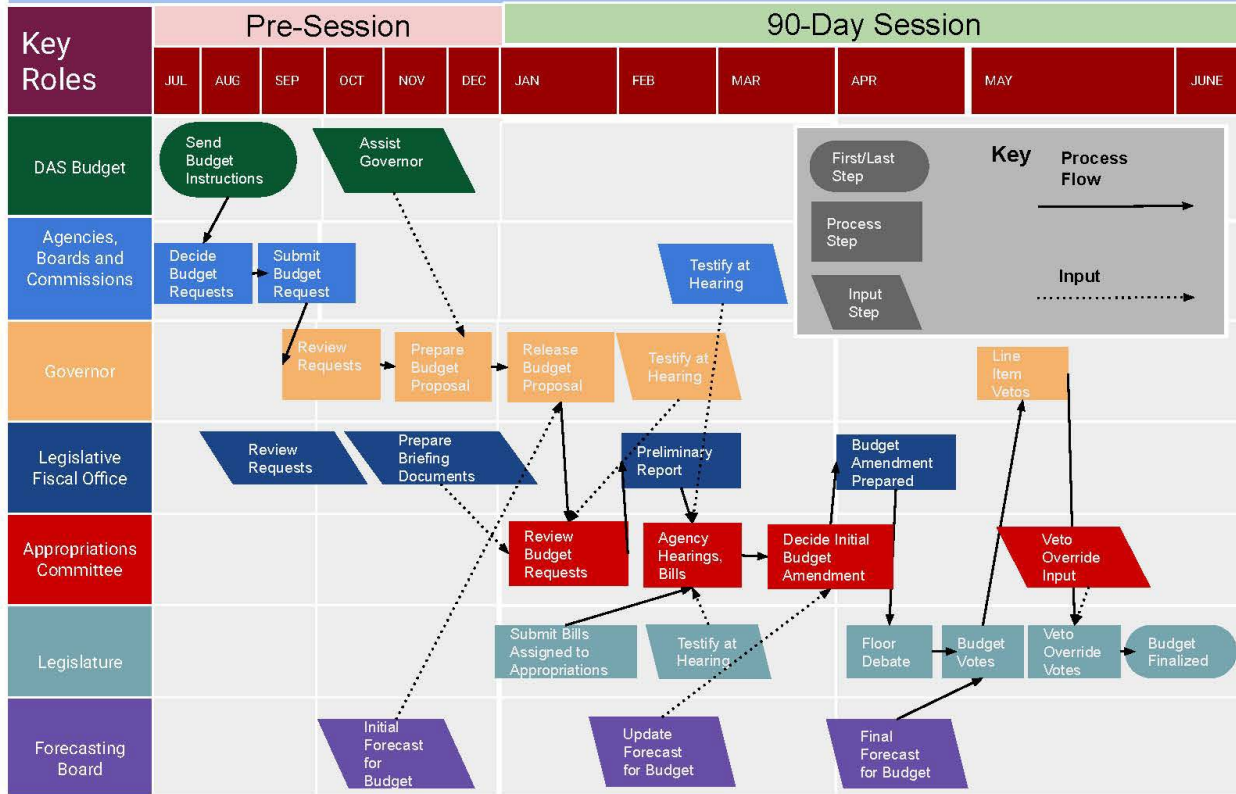 Key
Roles
Pre-Session
90-Day Session
JUL
AUG
SEP
OCT
NOV
DEC
JAN
FEB
MAR
APR
MAY
JUNE
DAS Budget
Send
Budget
Instructions
Assist
Governor
Key
First/Last
Step
Process
Flow
Process
Step
Input
Input
Step
Agencies,
Boards and
Commissions
Decide
Budget
Requests
Submit
Budget
Request
Testify at
Hearing
Governor
Review
Requests
Prepare
Budget
Proposal
Release
Budget
Proposal
Testify at
Hearing
Line
Item
Vetos
Legislative
Fiscal Office
Review
Requests
Prepare
Briefing
Documents
Preliminary
Report
Budget
Amendment
Prepared
Appropriations
Committee
Review
Budget
Requests
Agency
Hearings,
Bills
Decide Initial
Budget
Amendment
Veto
Override
Input
Legislature
Submit Bills
Assigned to
Appropriations
Testify at
Hearing
Floor
Debate
Budget
Votes
Veto
Override
Votes
Budget
Finalized
Forecasting
Board
Initial
Forecast
for
Budget
Update
Forecast
for Budget
Final
Forecast
for Budget